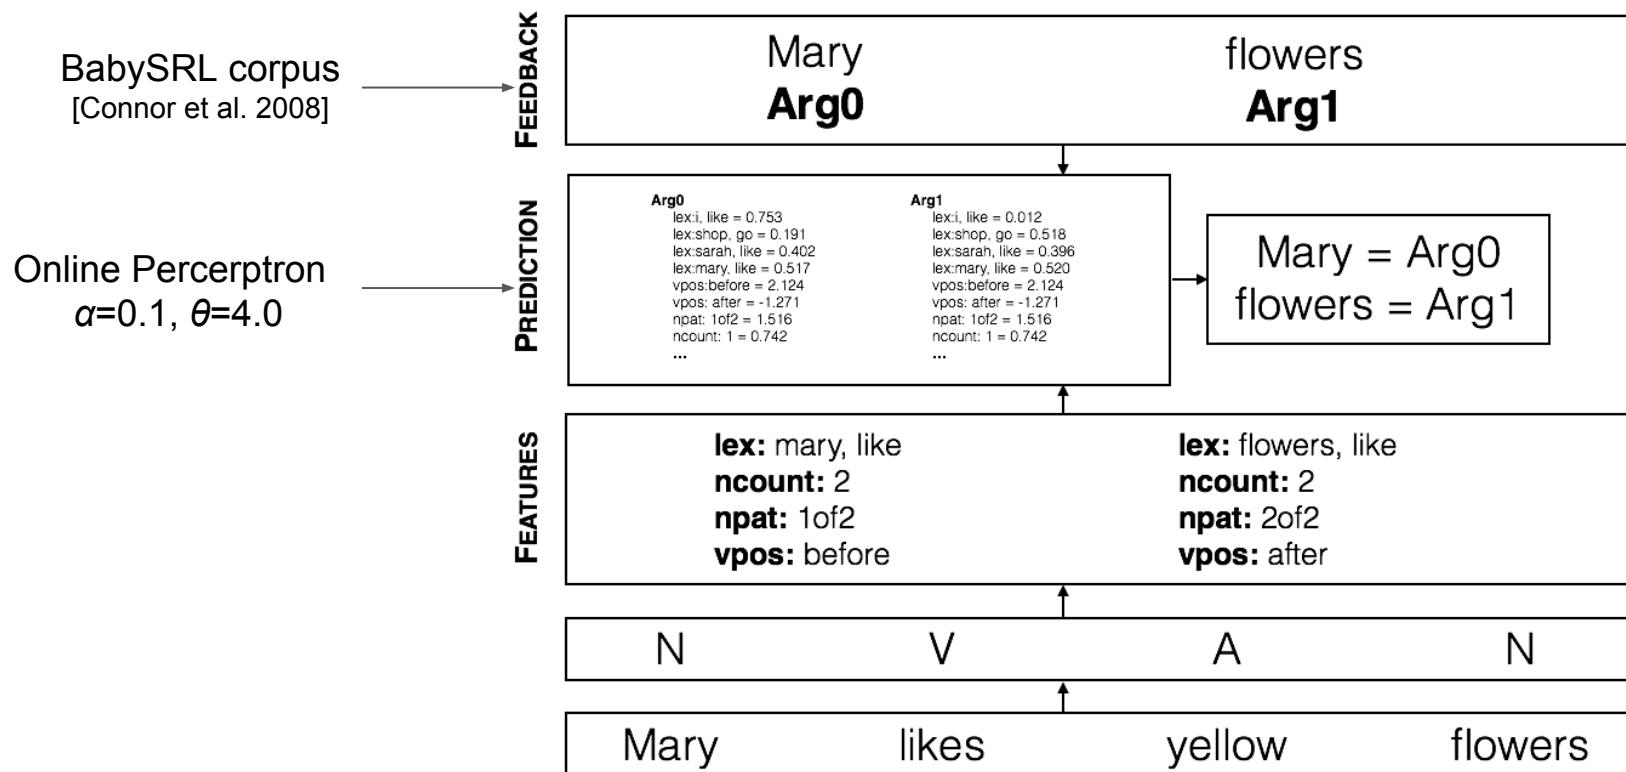 BabySRL corpus
[Connor et al. 2008]
FEEDBACK
Mary flowers
Arg0 Arg1
Online Percerptron
α=0.1, θ=4.0
PREDICTION
Arg0
lex:i, like = 0.753
lex:shop, go = 0.191
lex:sarah, like = 0.402
lex:mary, like = 0.517
vpos:before = 2.124
vpos: after = -1.271
npat: 1of2 = 1.516
ncount: 1 = 0.742
...
Arg1
lex:i, like = 0.012
lex:shop, go = 0.518
lex:sarah, like = 0.396
lex:mary, like = 0.520
vpos:before = 2.124
vpos: after = -1.271
npat: 1of2 = 1.516
ncount: 1 = 0.742
...
Mary = Arg0
flowers = Arg1
FEATURES
lex: mary, like
ncount: 2
npat: 1of2
vpos: before
lex: flowers, like
ncount: 2
npat: 2of2
vpos: after
N V A N
Mary likes yellow flowers